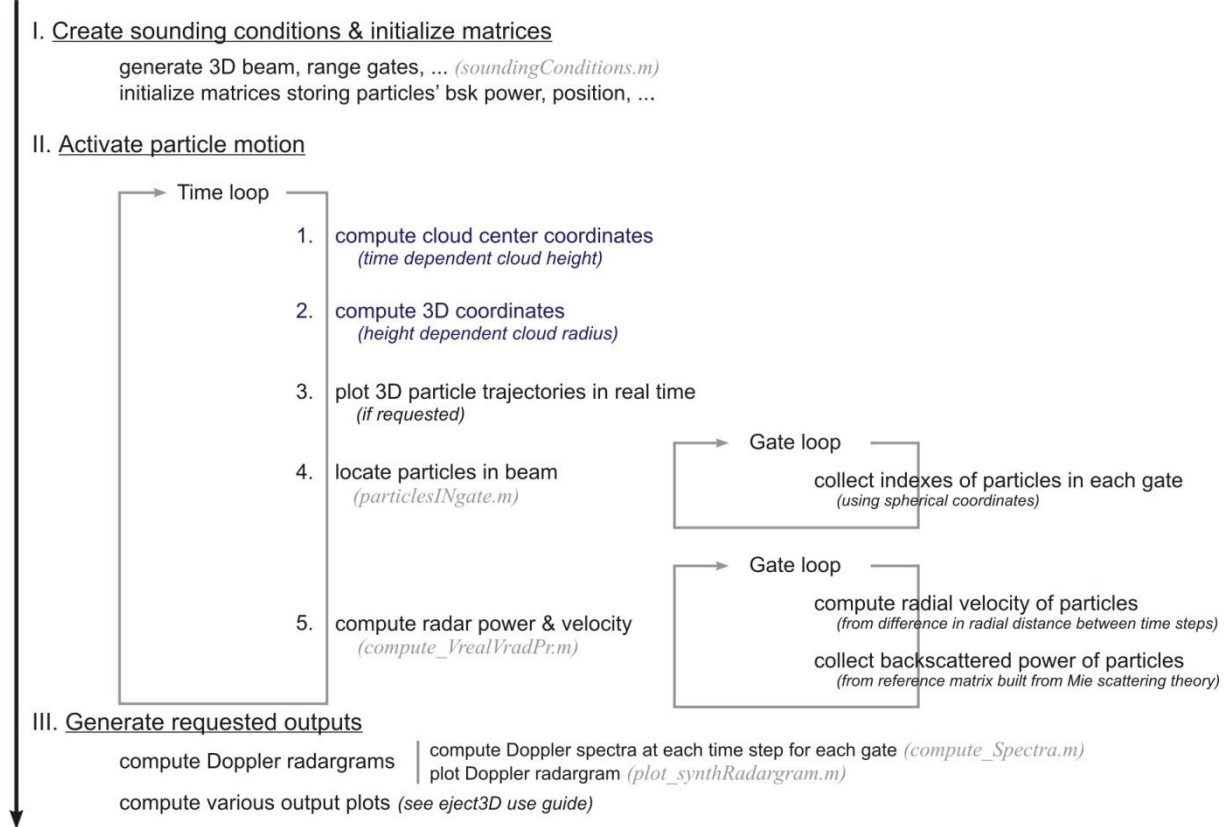 I. Create sounding conditions & initialize matrices
generate 3D beam, range gates, ... (soundingConditions.m)
initialize matrices storing particles' bsk power, position, ...
II. Activate particle motion
Time loop
1. compute cloud center coordinates
(time dependent cloud height)
2. compute 3D coordinates
(height dependent cloud radius)
3. plot 3D particle trajectories in real time
(if requested)
4. locate particles in beam
(particlesINgate.m)
Gate loop
collect indexes of particles in each gate
(using spherical coordinates)
5. compute radar power & velocity
(compute_VrealVradPr.m)
Gate loop
compute radial velocity of particles
(from difference in radial distance between time steps)
collect backscattered power of particles
(from reference matrix built from Mie scattering theory)
III. Generate requested outputs
compute Doppler radargrams
compute Doppler spectra at each time step for each gate (compute_Spectra.m)
plot Doppler radargram (plot_synthRadargram.m)
compute various output plots (see eject3D use guide)